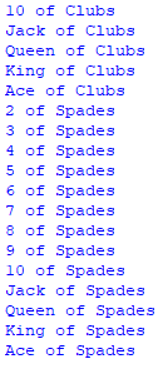 10 of Clubs
Jack of Clubs
Queen of Clubs
King of Clubs
Ace of Clubs
2 of Spades
3 of Spades
4 of Spades
5 of Spades
6 of Spades
7 of Spades
8 of Spades
9 of Spades
10 of Spades
Jack of Spades
Queen of Spades
King of Spades
Ace of Spades